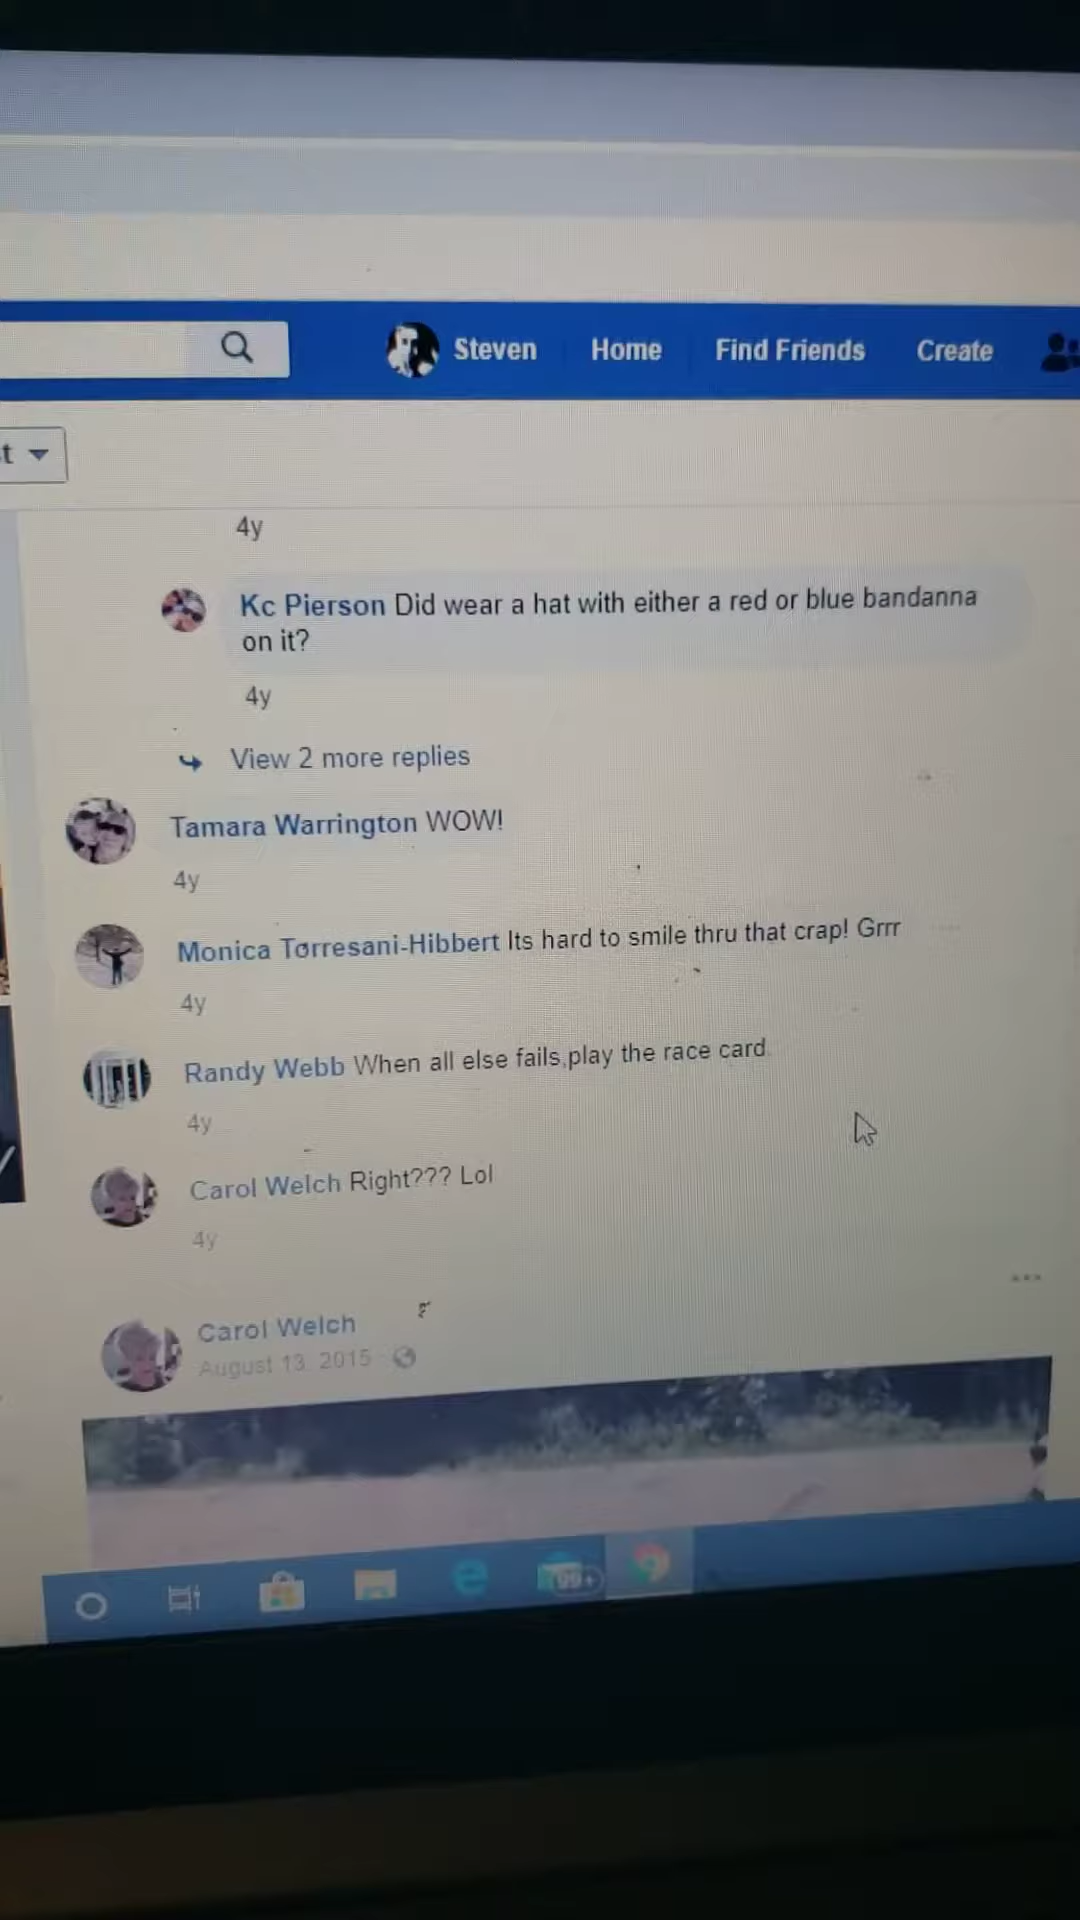 Steven Home Find Friends Create
t
4y
Kc Pierson Did wear a hat with either a red or blue bandanna
on it?
4y
View 2 more replies
Tamara Warrington WOW!
4y
Monica Torresani-Hibbert Its hard to smile thru that crap! Grrr
4y
Randy Webb When all else fails,play the race card.
4y
Carol Welch Right??? Lol
4y
Carol Welch
August 13, 2015 ·
99+